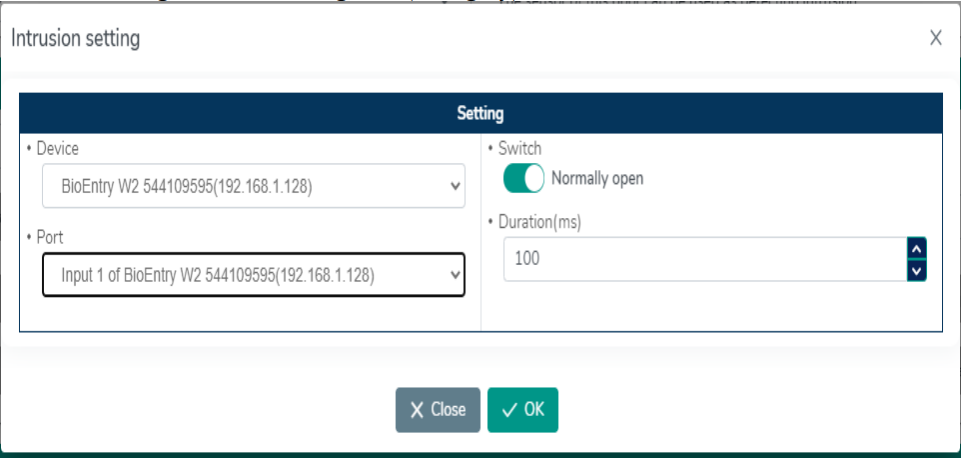 Intrusion setting
X
Setting
• Device
BioEntry W2 544109595(192.168.1.128)
• Port
Input 1 of BioEntry W2 544109595(192.168.1.128)
• Switch
Normally open
• Duration(ms)
100
X Close
✓ OK